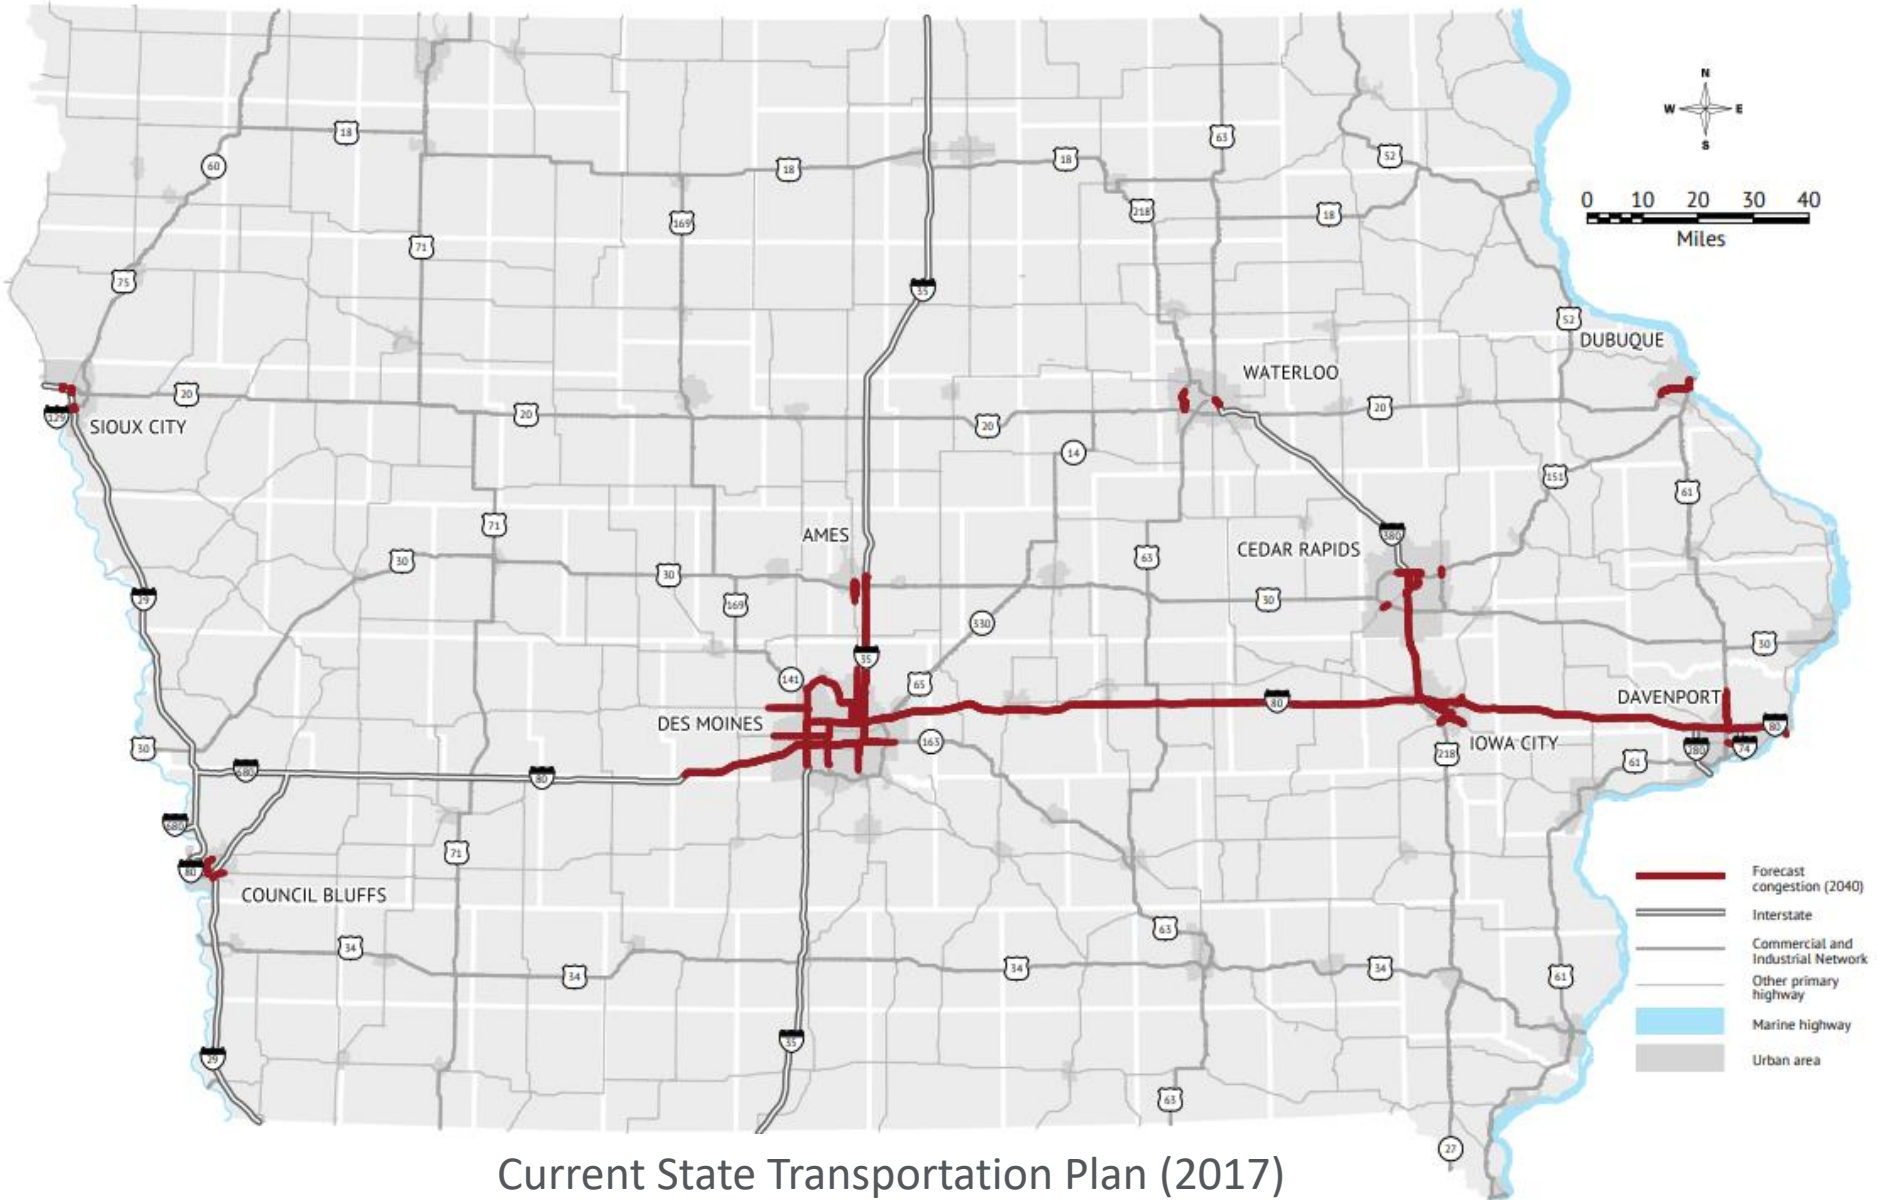 N
W E
S
0 10 20 30 40
Miles
18
60
18
18
63
52
218
18
169
71
75
35
52
DUBUQUE
WATERLOO
20
129
SIOUX CITY
20
20
20
14
151
61
71
AMES
380
CEDAR RAPIDS
63
30
30
169
29
30
330
30
35
141
65
80
DAVENPORT
DES MOINES
163
80
IOWA CITY
30
218
280
74
61
680
80
680
71
80
COUNCIL BLUFFS
Forecast
congestion (2040)
Interstate
Commercial and
Industrial Network
Other primary
highway
Marine highway
Urban area
63
34
34
34
34
61
35
29
63
27
Current State Transportation Plan (2017)